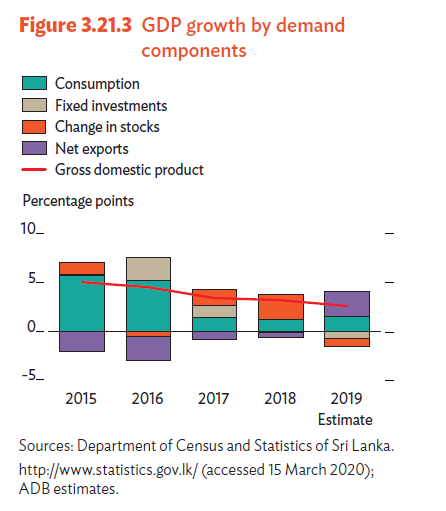 Figure 3.21.3 GDP growth by demand
components
Consumption
Fixed investments
Change in stocks
Net exports
Gross domestic product
Percentage points
10
5
0
–5
2015 2016 2017 2018 2019
Estimate
Sources: Department of Census and Statistics of Sri Lanka.
http://www.statistics.gov.lk/ (accessed 15 March 2020);
ADB estimates.